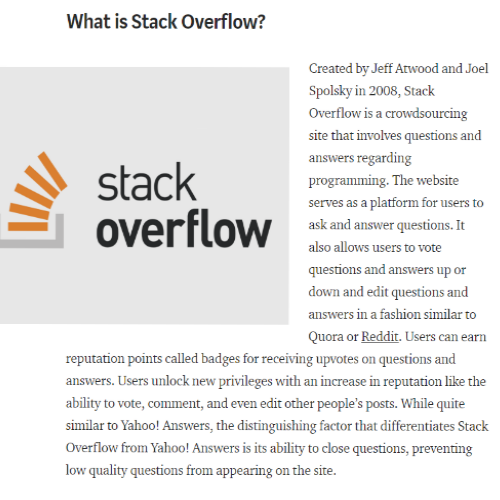 What is Stack Overflow?
stack
overflow
Created by Jeff Atwood and Joel
Spolsky in 2008, Stack
Overflow is a crowdsourcing
site that involves questions and
answers regarding
programming. The website
serves as a platform for users to
ask and answer questions. It
also allows users to vote
questions and answers up or
down and edit questions and
answers in a fashion similar to
Quora or Reddit. Users can earn
reputation points called badges for receiving upvotes on questions and
answers. Users unlock new privileges with an increase in reputation like the
ability to vote, comment, and even edit other people’s posts. While quite
similar to Yahoo! Answers, the distinguishing factor that differentiates Stack
Overflow from Yahoo! Answers is its ability to close questions, preventing
low quality questions from appearing on the site.